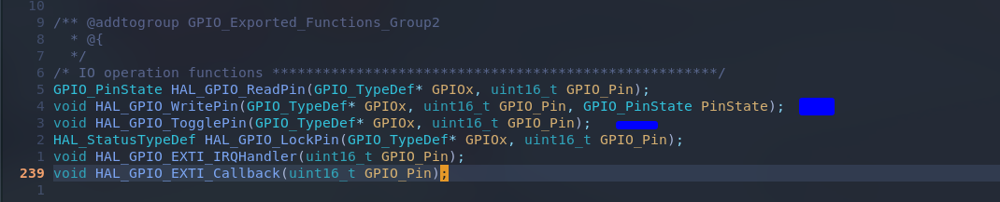 10
9 /** @addtogroup GPIO_Exported_Functions_Group2
8   * @{
7   */
6 /* IO operation functions *****************************************************/
5 GPIO_PinState HAL_GPIO_ReadPin(GPIO_TypeDef* GPIOx, uint16_t GPIO_Pin);
4 void HAL_GPIO_WritePin(GPIO_TypeDef* GPIOx, uint16_t GPIO_Pin, GPIO_PinState PinState);
3 void HAL_GPIO_TogglePin(GPIO_TypeDef* GPIOx, uint16_t GPIO_Pin);
2 HAL_StatusTypeDef HAL_GPIO_LockPin(GPIO_TypeDef* GPIOx, uint16_t GPIO_Pin);
1 void HAL_GPIO_EXTI_IRQHandler(uint16_t GPIO_Pin);
239 void HAL_GPIO_EXTI_Callback(uint16_t GPIO_Pin);
1